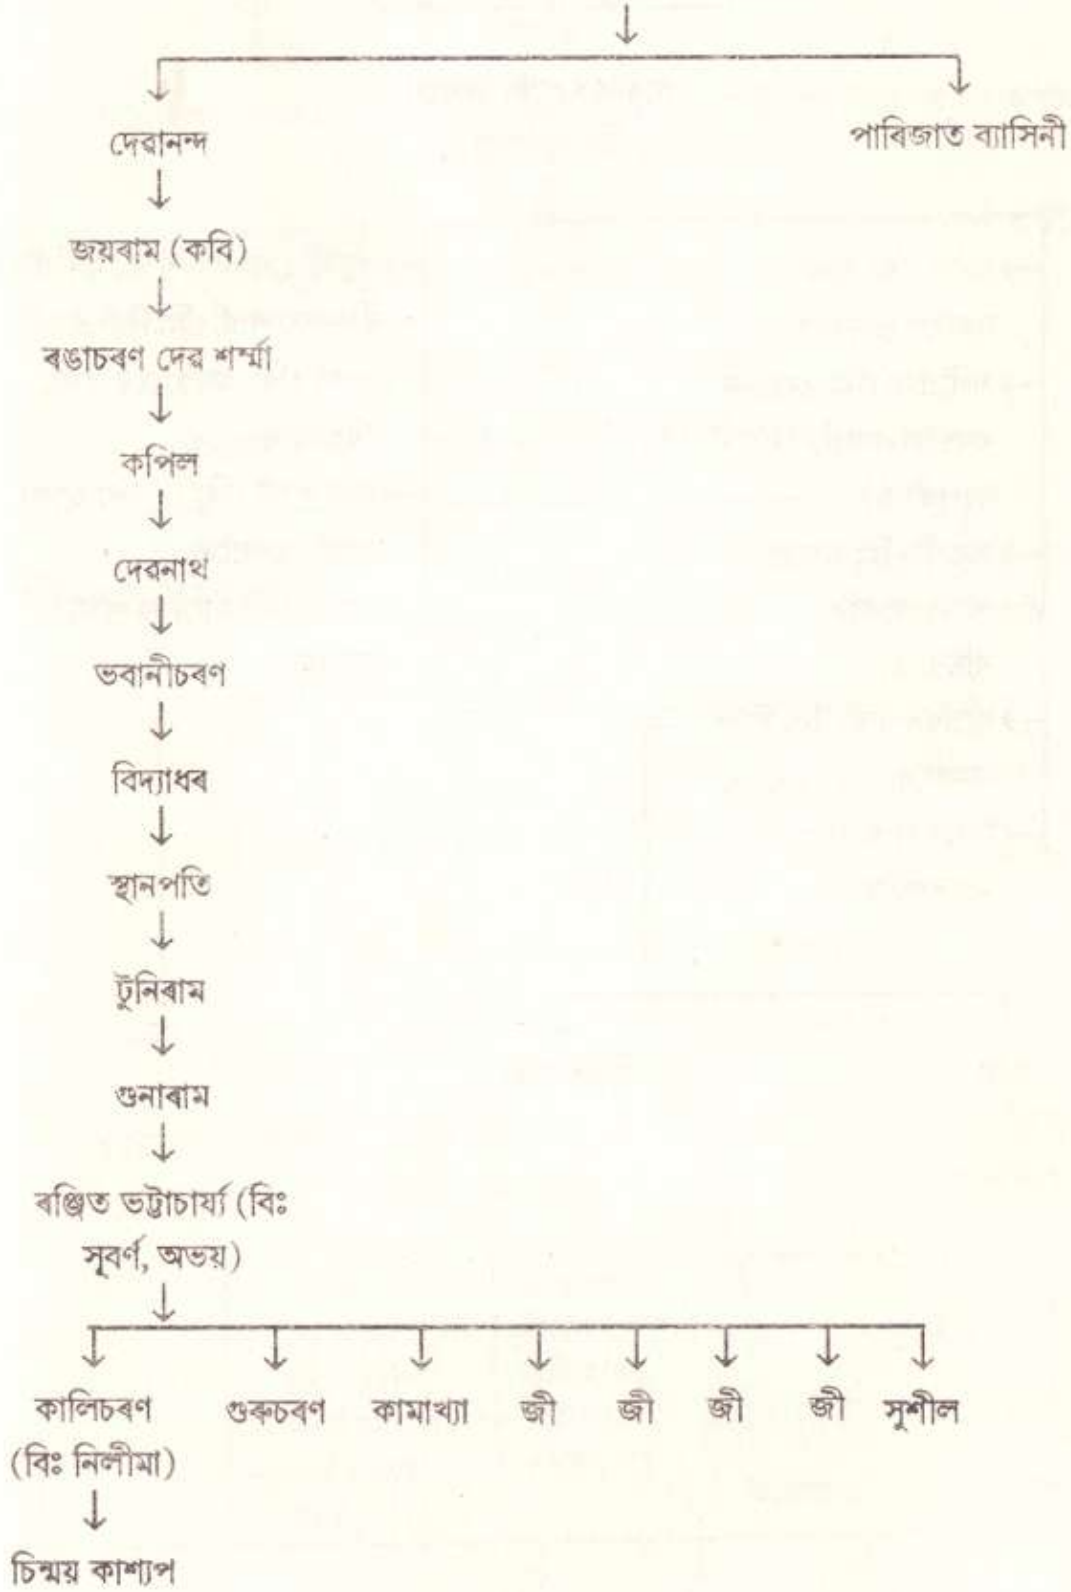 দেৱানন্দ
পাৰিজাত ব্যাসিনী
জয়ৰাম (কবি)
ৰঙাচৰণ দেৱ শৰ্ম্মা
কপিল
দেৱনাথ
ভবানীচৰণ
বিদ্যাধৰ
স্থানপতি
টুঁনিৰাম
গুনাৰাম
ৰঞ্জিত ভট্টাচাৰ্য্য (বিঃ
সূবৰ্ণ, অভয়)
কালিচৰণ গুৰুচৰণ কামাখ্যা জী জী জী জী সুশীল
(বিঃ নিলীমা)
চিন্ময় কাশ্যপ